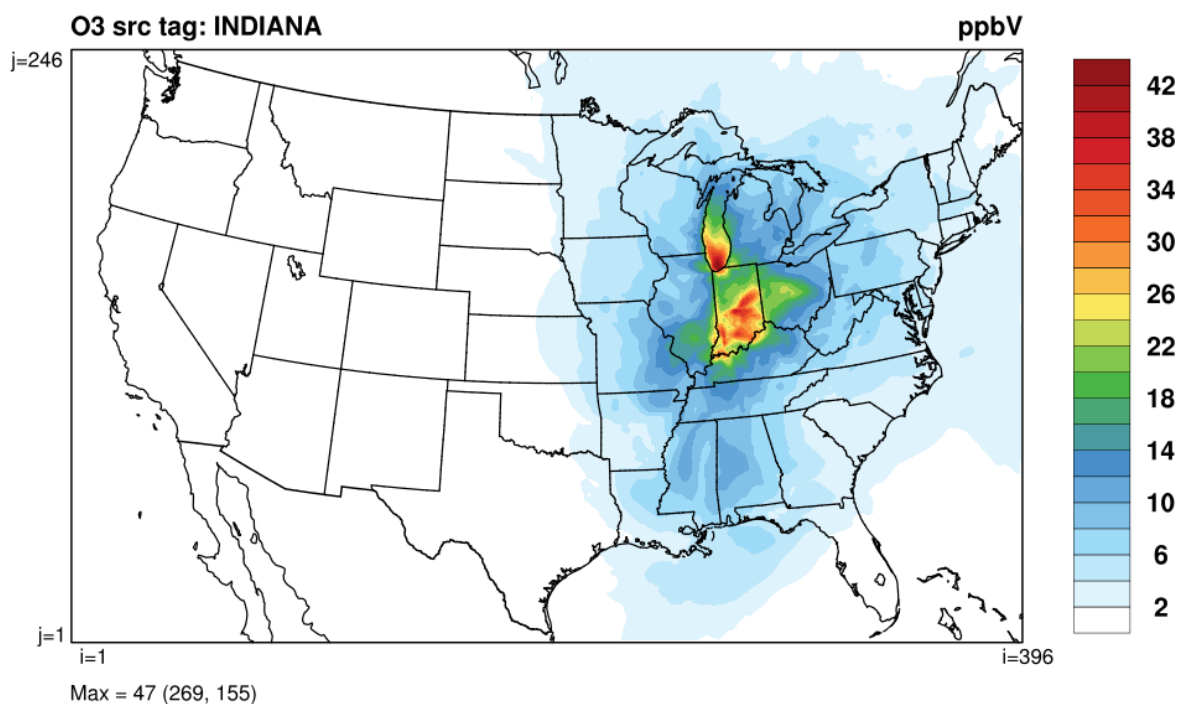 O3 src tag: INDIANA ppbV
j=246
42
38
34
30
26
22
18
14
10
6
2
j=1
i=1 i=396
Max = 47 (269, 155)